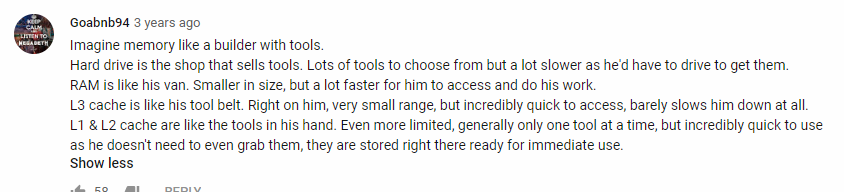 Goabnb94 3 years ago
Imagine memory like a builder with tools.
Hard drive is the shop that sells tools. Lots of tools to choose from but a lot slower as he'd have to drive to get them.
RAM is like his van. Smaller in size, but a lot faster for him to access and do his work.
L3 cache is like his tool belt. Right on him, very small range, but incredibly quick to access, barely slows him down at all.
L1 & L2 cache are like the tools in his hand. Even more limited, generally only one tool at a time, but incredibly quick to use
as he doesn't need to even grab them, they are stored right there ready for immediate use.
Show less
58 REPLY